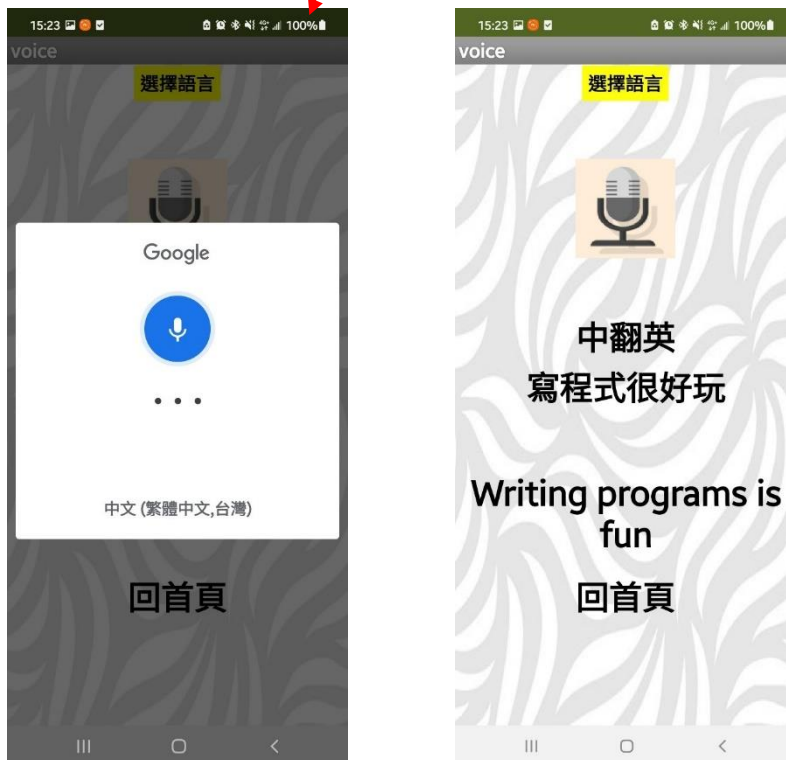 15:23
100%
voice
選擇語言
Google
中文 (繁體中文,台灣)
回首頁
15:23
100%
voice
選擇語言
中翻英
寫程式很好玩
Writing programs is
fun
回首頁